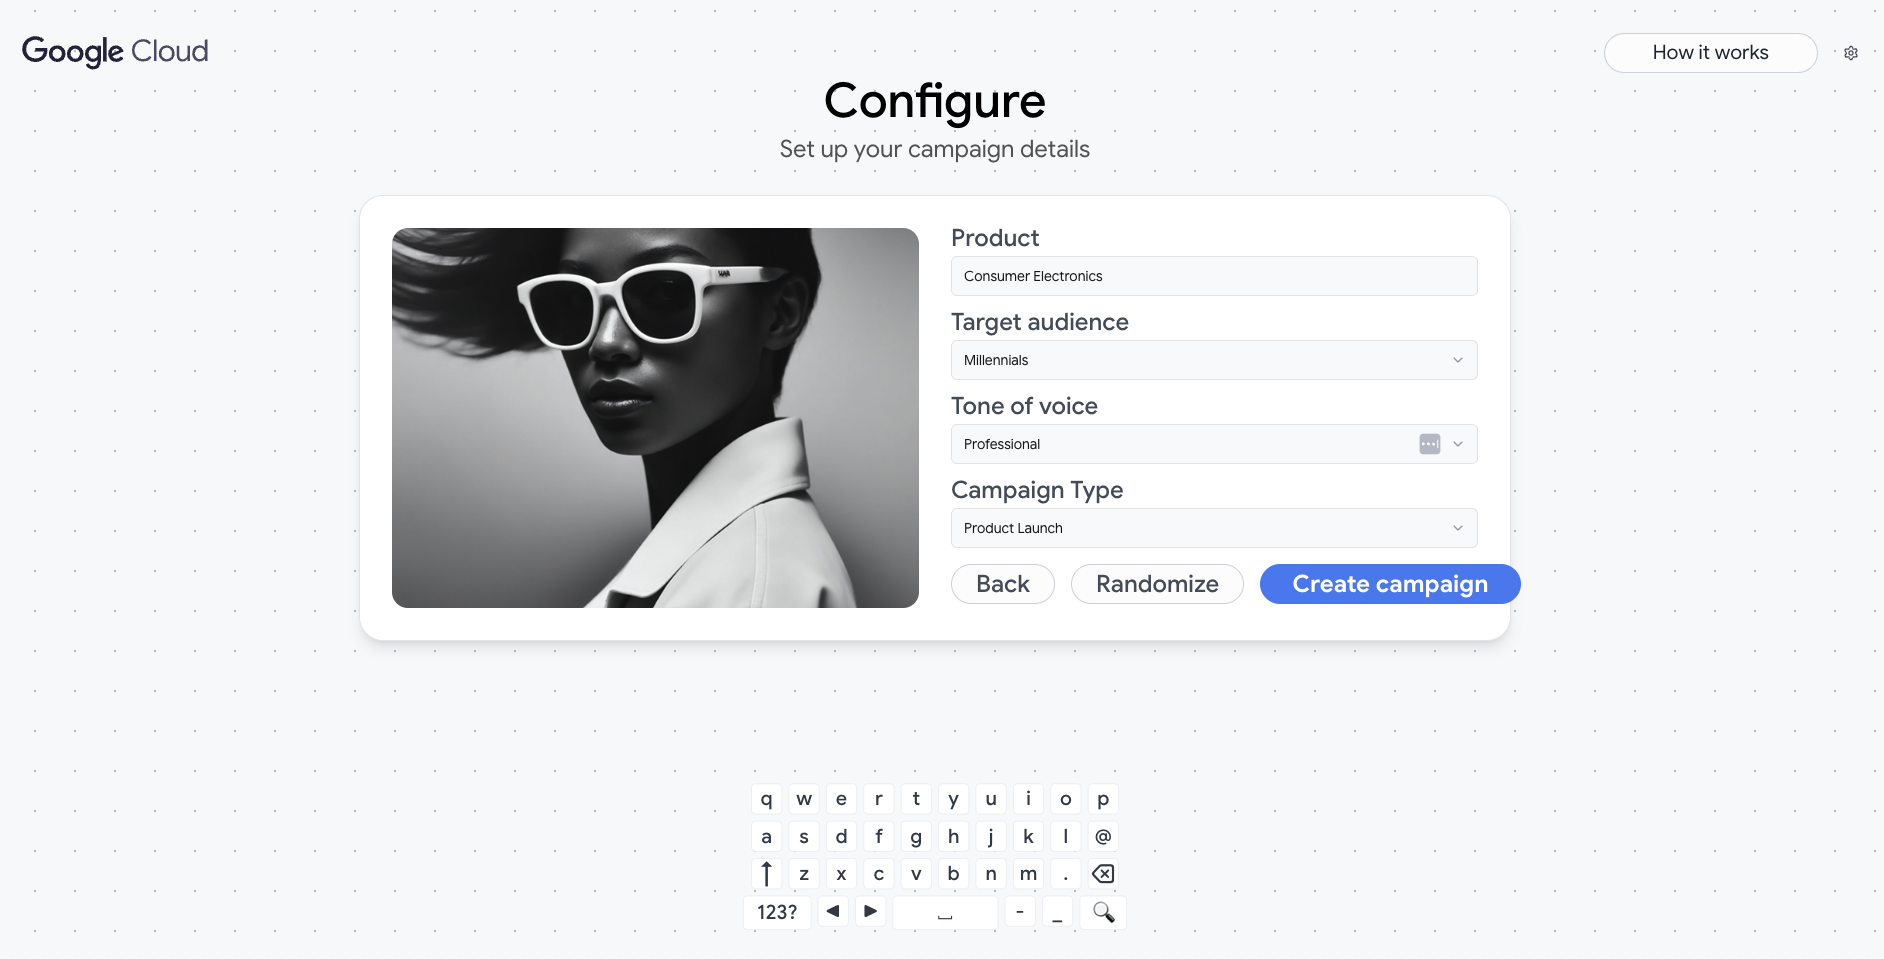 Google Cloud
How it works
Configure
Set up your campaign details
Product
Consumer Electronics
Target audience
Millennials
Tone of voice
Professional
Campaign Type
Product Launch
Back Randomize Create campaign
q w e r t y u i o p
a s d f g h j k l @
z x c v b n m .
123? - _